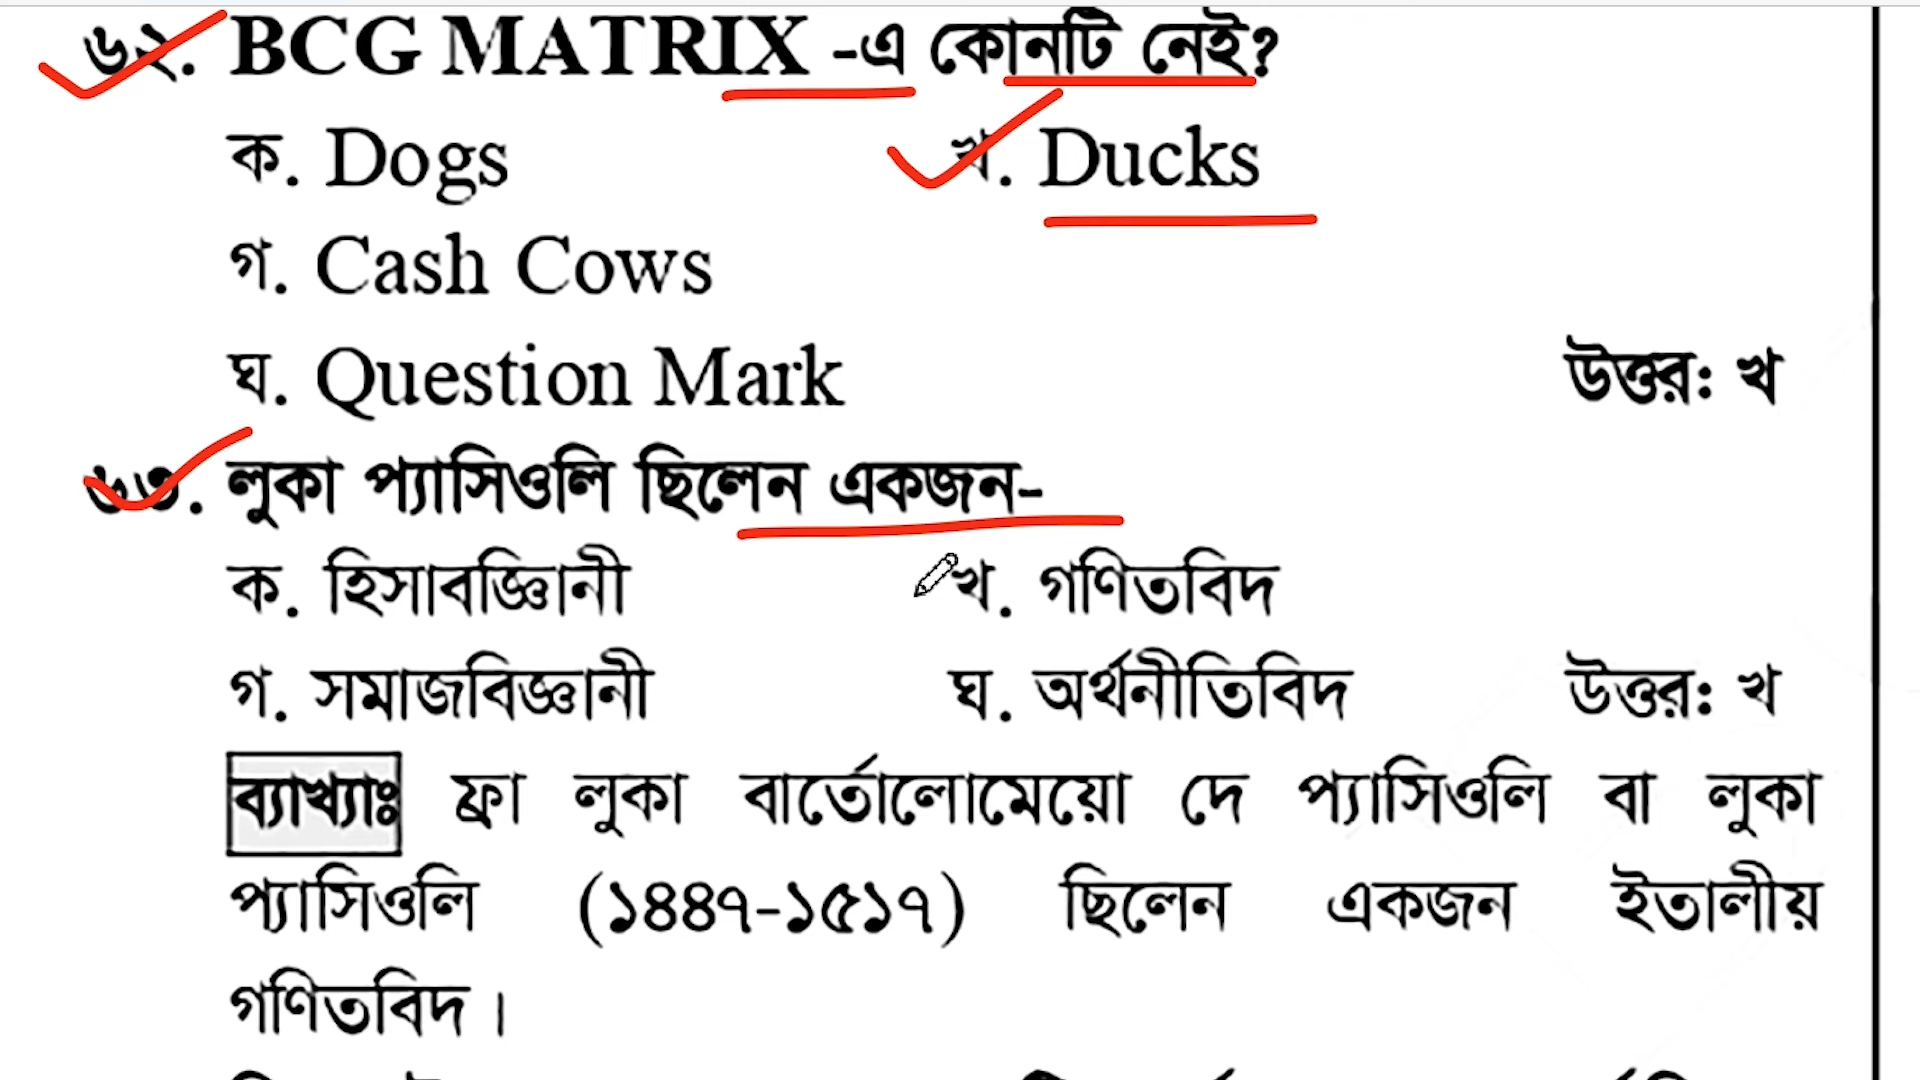 ৬২. BCG MATRIX -এ কোনটি নেই?
ক. Dogs খ. Ducks
গ. Cash Cows
ঘ. Question Mark উত্তর: খ
৬৩. লুকা প্যাসিওলি ছিলেন একজন-
ক. হিসাবজ্ঞিানী খ. গণিতবিদ
গ. সমাজবিজ্ঞানী ঘ. অর্থনীতিবিদ উত্তর: খ
ব্যাখ্যাঃ ফ্রা লুকা বার্তোলোমেয়ো দে প্যাসিওলি বা লুকা
প্যাসিওলি (১৪৪৭-১৫১৭) ছিলেন একজন ইতালীয়
গণিতবিদ।